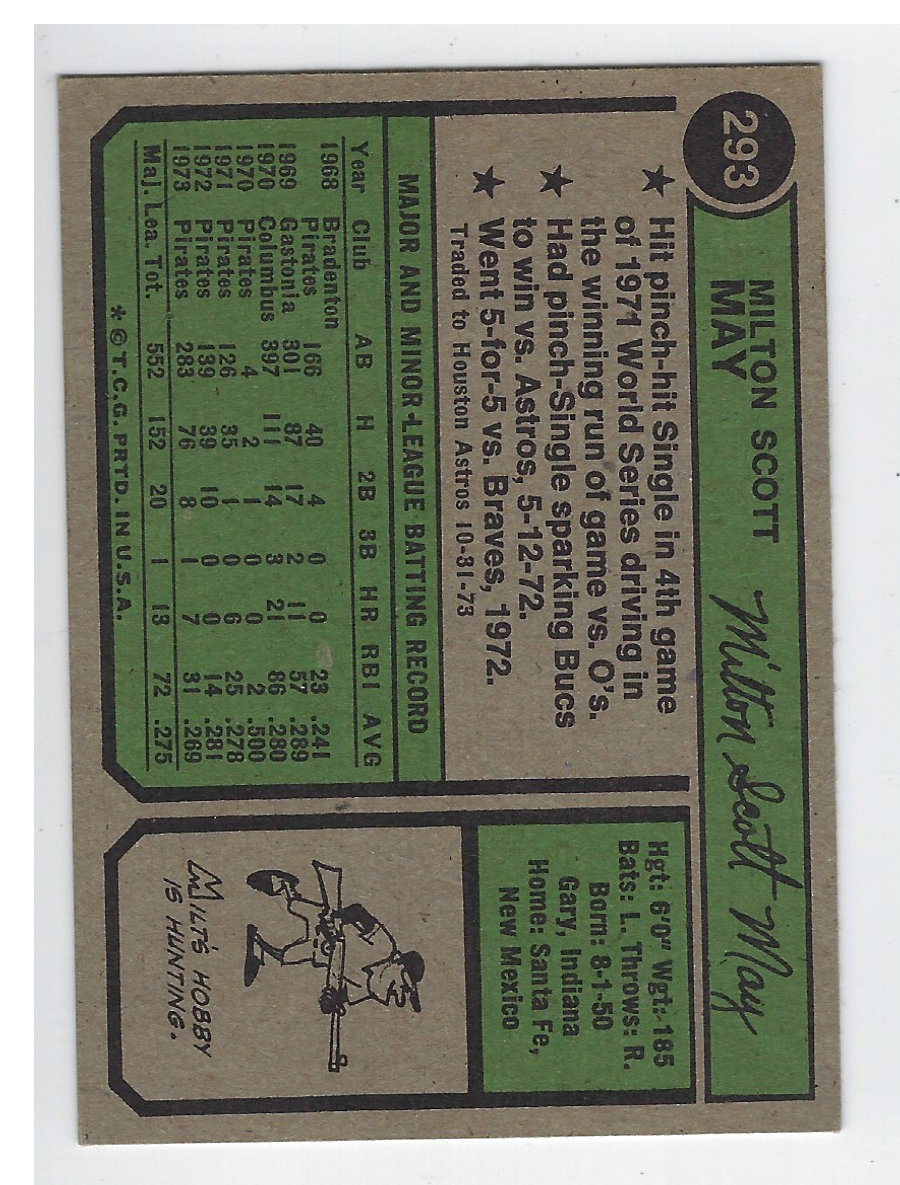 293
MILTON SCOTT
MAY
Milton Scott May
★ Hit pinch-hit Single in 4th game
of 1971 World Series driving in
the winning run of game vs. O's.
★ Had pinch-Single sparking Bucs
to win vs. Astros, 5-12-72.
★ Went 5-for-5 vs. Braves, 1972.
Traded to Houston Astros 10-31-73
MAJOR AND MINOR-LEAGUE BATTING RECORD
Year Club AB H 2B 3B HR RBI AVG
1968 Bradenton
Pirates 166 40 4 0 0 23 .241
1969 Gastonia 301 87 17 2 11 57 .289
1970 Columbus 397 111 14 3 21 86 .280
1970 Pirates 4 2 1 0 0 2 .500
1971 Pirates 126 35 1 0 6 25 .278
1972 Pirates 139 39 10 0 0 14 .281
1973 Pirates 283 76 8 1 7 31 .269
Maj. Lea. Tot. 552 152 20 1 13 72 .275
*©T.C.G. PRTD. IN U.S.A.
Hgt: 6'0" Wgt: 185
Bats: L. Throws: R.
Born: 8-1-50
Gary, Indiana
Home: Santa Fe,
New Mexico
MILT'S HOBBY
IS HUNTING.